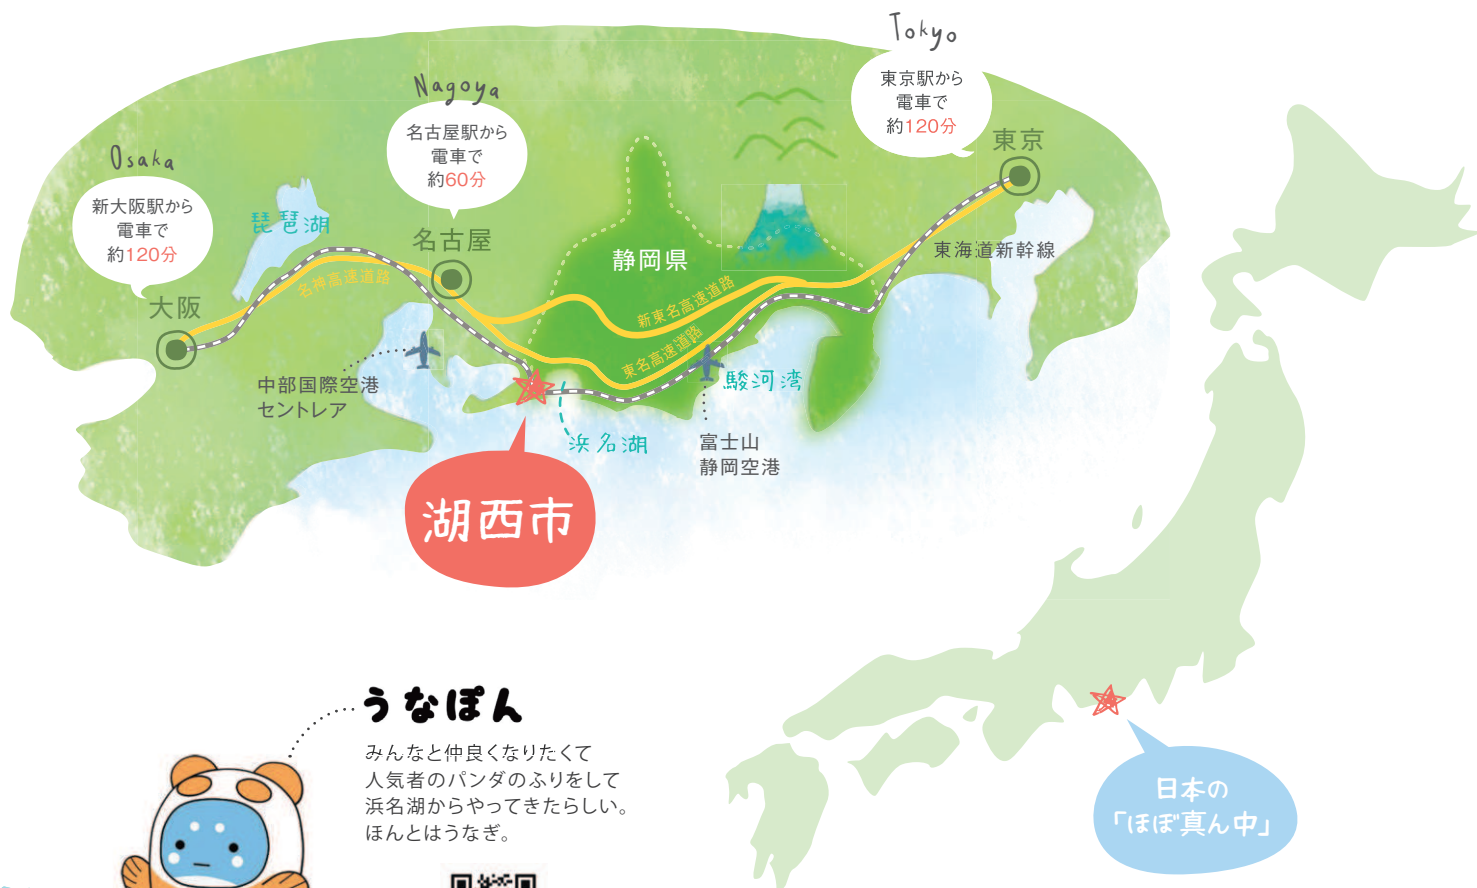 Tokyo
東京駅から
電車で
約120分
東京
Nagoya
名古屋駅から
電車で
約60分
名古屋
Osaka
新大阪駅から
電車で
約120分
大阪
琵琶湖
名神高速道路
静岡県
新東名高速道路
東名高速道路
東海道新幹線
中部国際空港
セントレア
駿河湾
浜名湖
富士山
静岡空港
湖西市
うなぽん
みんなと仲良くなりたくて
人気者のパンダのふりをして
浜名湖からやってきたらしい。
ほんとはうなぎ。
日本の
「ほぼ真ん中」